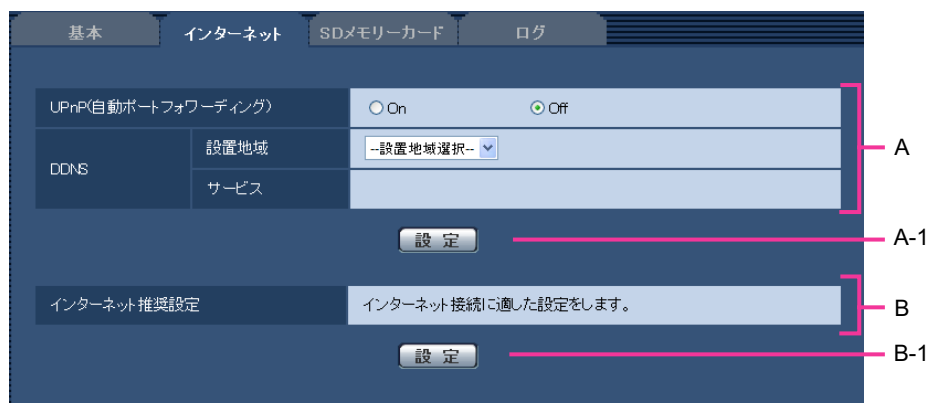 基本 インターネット SDメモリーカード ログ
UPnP(自動ポートフォワーディング) On Off
A
DDNS 設置地域 --設置地域選択--
サービス
設定
A-1
インターネット推奨設定 インターネット接続に適した設定をします。
B
設定
B-1